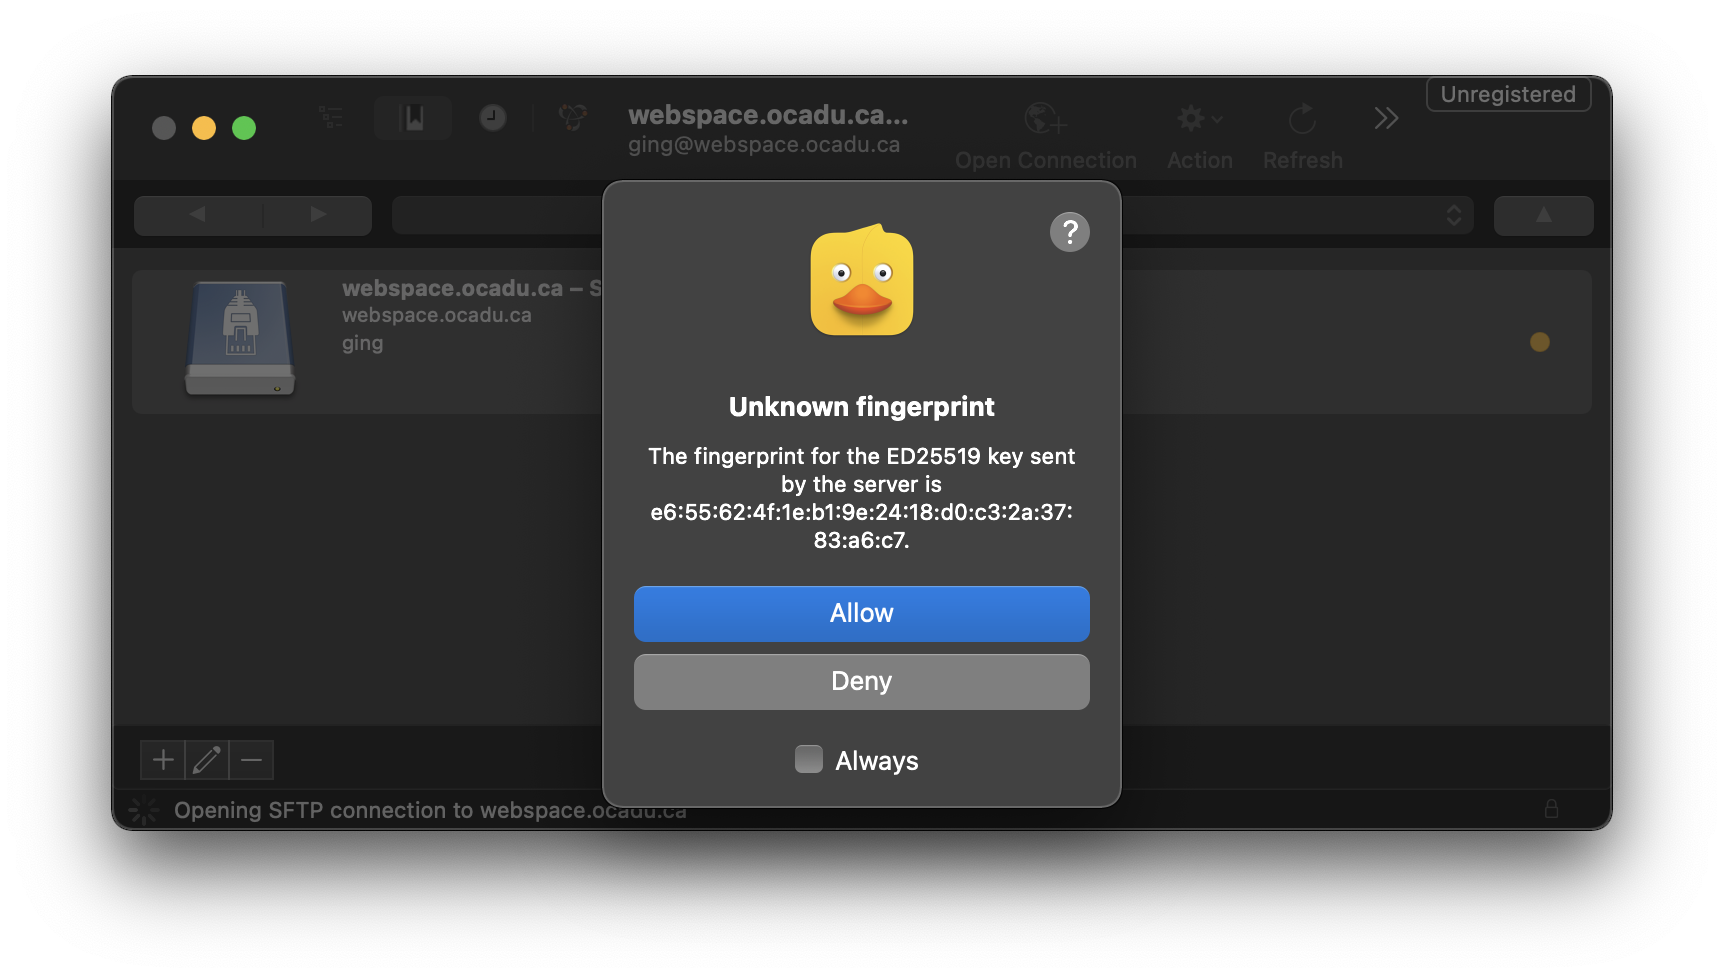 Unregistered
webspace.ocadu.ca...
ging@webspace.ocadu.ca
Open Connection
Action
Refresh
?
webspace.ocadu.ca – S
webspace.ocadu.ca
ging
Unknown fingerprint
The fingerprint for the ED25519 key sent
by the server is
e6:55:62:4f:1e:b1:9e:24:18:d0:c3:2a:37:
83:a6:c7.
Allow
Deny
Always
Opening SFTP connection to webspace.ocadu.ca